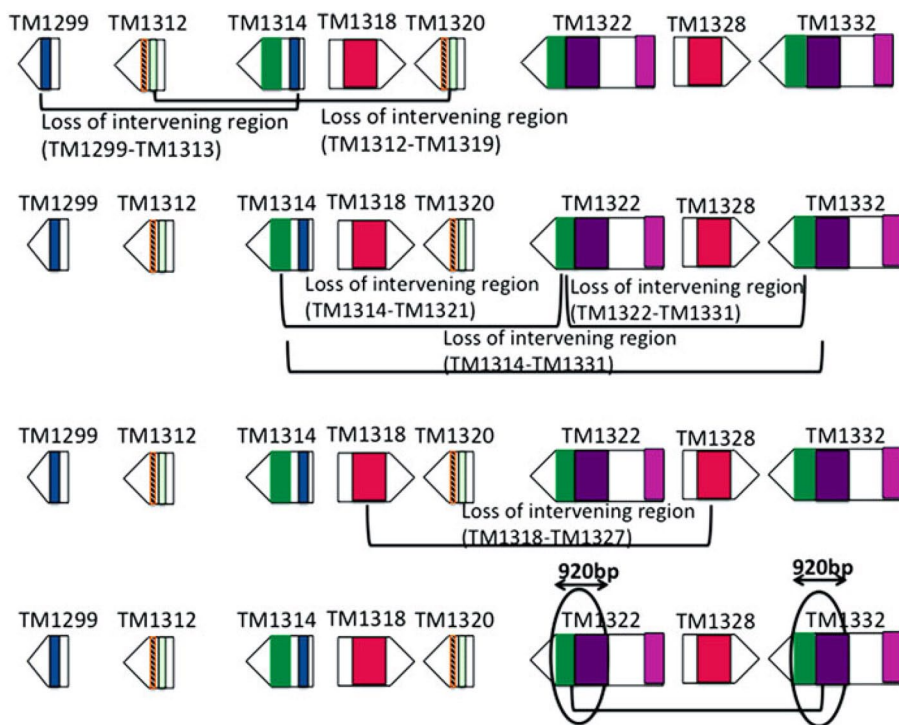 TM1299 TM1312 TM1314 TM1318 TM1320 TM1322 TM1328 TM1332
Loss of intervening region
(TM1299-TM1313)
Loss of intervening region
(TM1312-TM1319)
TM1299 TM1312 TM1314 TM1318 TM1320 TM1322 TM1328 TM1332
Loss of intervening region
(TM1314-TM1321)
Loss of intervening region
(TM1322-TM1331)
Loss of intervening region
(TM1314-TM1331)
TM1299 TM1312 TM1314 TM1318 TM1320 TM1322 TM1328 TM1332
Loss of intervening region
(TM1318-TM1327)
920bp 920bp
TM1299 TM1312 TM1314 TM1318 TM1320 TM1322 TM1328 TM1332